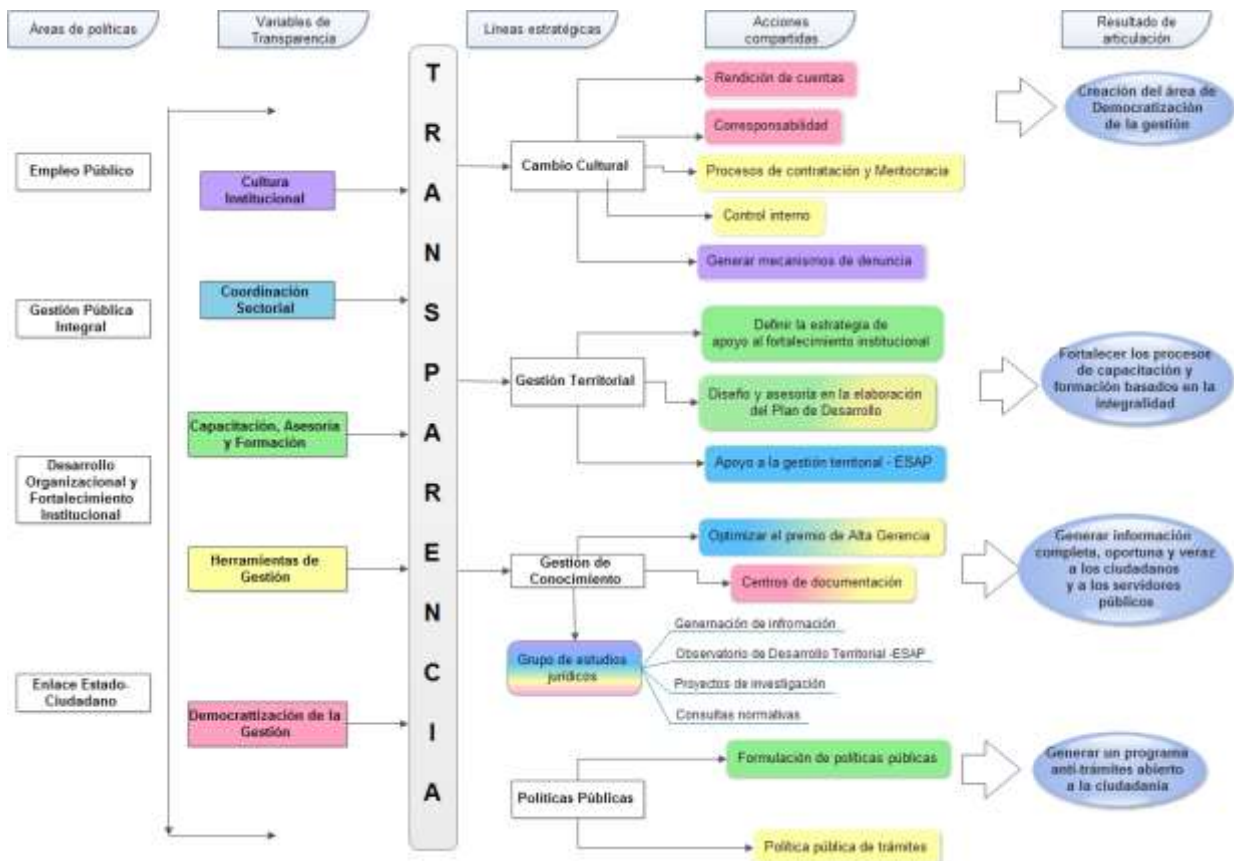 Áreas de políticas
Variables de
Transparencia
Líneas estratégicas
Acciones
compartidas
Resultado de
articulación
Empleo Público
Gestión Pública
Integral
Desarrollo
Organizacional y
Fortalecimiento
Institucional
Enlace Estado-
Ciudadano
Cultura
Institucional
Coordinación
Sectorial
Capacitación, Asesoría
y Formación
Herramientas de
Gestión
Democrattización de la
Gestión
T
R
A
N
S
P
A
R
E
N
C
I
A
Cambio Cultural
Rendición de cuentas
Corresponsabilidad
Procesos de contratación y Meritocracia
Control interno
Generar mecanismos de denuncia
Creación del área de
Democratización
de la gestión
Gestión Territorial
Definir la estrategia de
apoyo al fortalecimiento institucional
Diseño y asesoría en la elaboración
del Plan de Desarrollo
Apoyo a la gestión territorial - ESAP
Fortalecer los procesos
de capacitación y
formación basados en la
integralidad
Gestión de
Conocimiento
Optimizar el premio de Alta Gerencia
Centros de documentación
Grupo de estudios
jurídicos
Genernación de infromación
Observatorio de Desarrollo Territorial -ESAP
Proyectos de investigación
Consultas normativas
Generar información
completa, oportuna y veraz
a los ciudadanos
y a los servidores
públicos
Políticas Públicas
Formulación de políticas públicas
Política pública de trámites
Generar un programa
anti-trámites abierto
a la ciudadanía